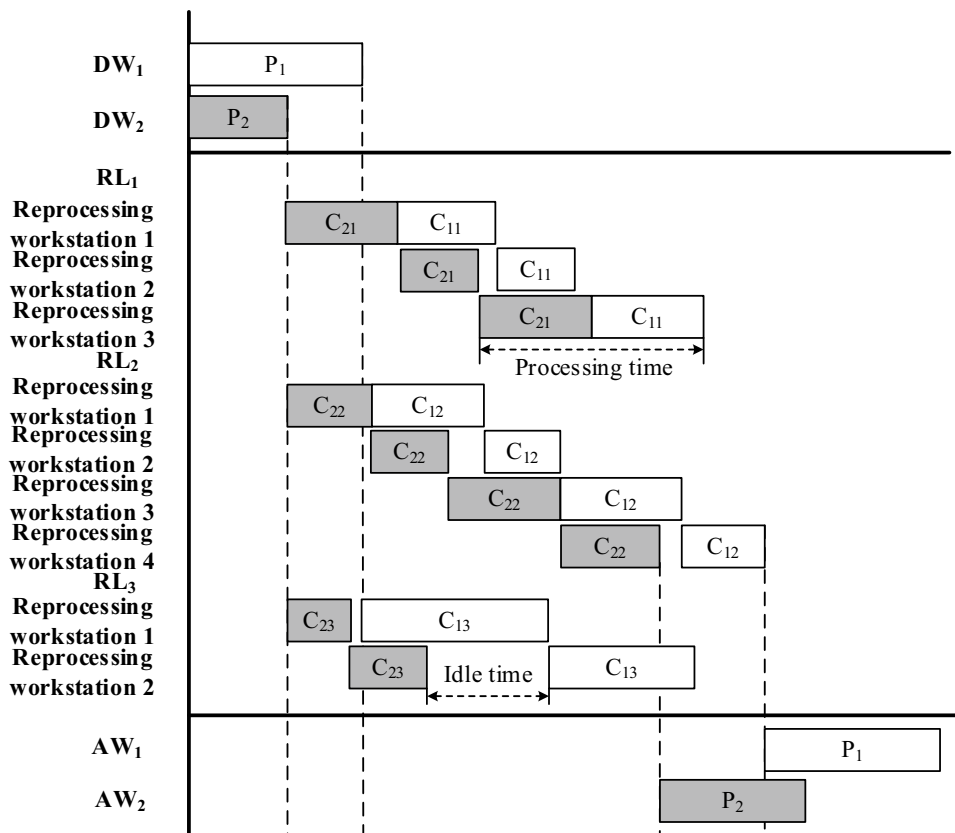 DW₁ P₁
DW₂ P₂
RL₁
Reprocessing
workstation 1 C₂₁ C₁₁
Reprocessing
workstation 2 C₂₁ C₁₁
Reprocessing
workstation 3 C₂₁ C₁₁
Processing time
RL₂
Reprocessing
workstation 1 C₂₂ C₁₂
Reprocessing
workstation 2 C₂₂ C₁₂
Reprocessing
workstation 3 C₂₂ C₁₂
Reprocessing
workstation 4 C₂₂ C₁₂
RL₃
Reprocessing
workstation 1 C₂₃ C₁₃
Reprocessing
workstation 2 C₂₃ Idle time C₁₃
AW₁ P₁
AW₂ P₂